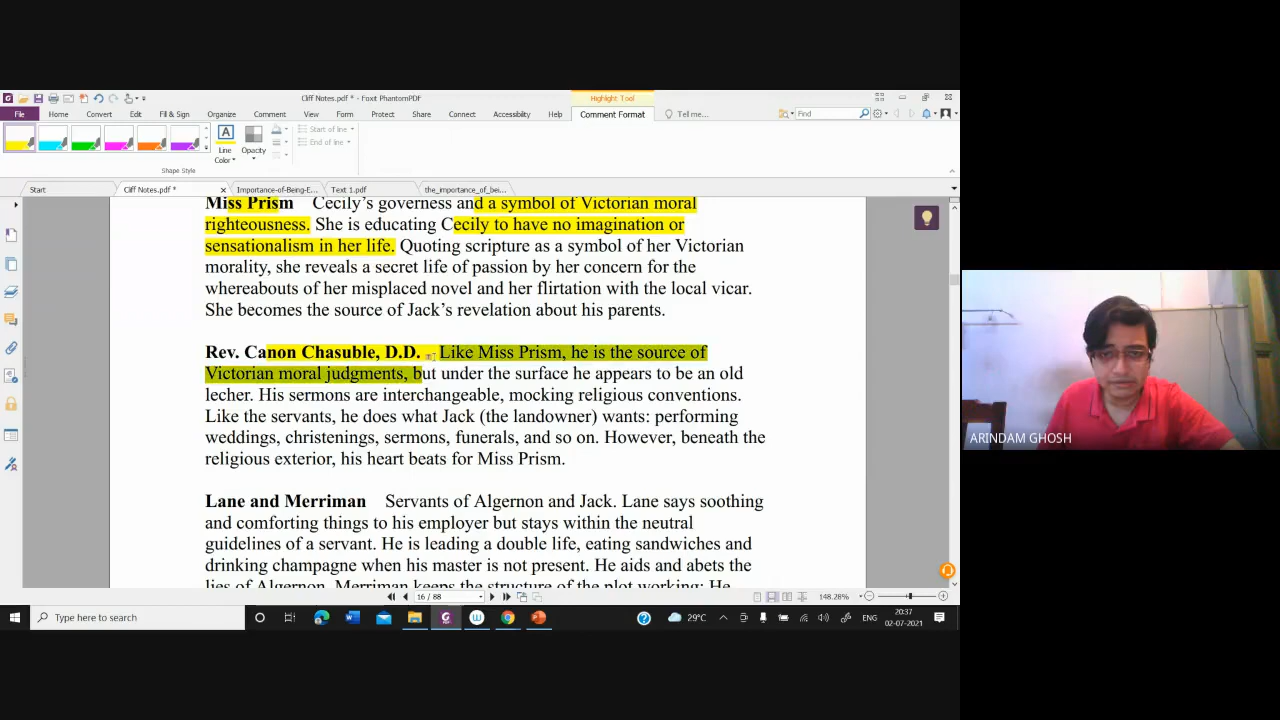 Cliff Notes.pdf * - Foxit PhantomPDF
Highlight Tool
File Home Convert Edit Fill & Sign Organize Comment View Form Protect Share Connect Accessibility Help Comment Format Tell me... Find
Line
Color
Opacity
Start of line
End of line
Shape Style
Start Cliff Notes.pdf * Importance-of-Being-E... Text 1.pdf the_importance_of_bei...
Miss Prism Cecily's governess and a symbol of Victorian moral
righteousness. She is educating Cecily to have no imagination or
sensationalism in her life. Quoting scripture as a symbol of her Victorian
morality, she reveals a secret life of passion by her concern for the
whereabouts of her misplaced novel and her flirtation with the local vicar.
She becomes the source of Jack's revelation about his parents.
Rev. Canon Chasuble, D.D. Like Miss Prism, he is the source of
Victorian moral judgments, but under the surface he appears to be an old
lecher. His sermons are interchangeable, mocking religious conventions.
Like the servants, he does what Jack (the landowner) wants: performing
weddings, christenings, sermons, funerals, and so on. However, beneath the
religious exterior, his heart beats for Miss Prism.
Lane and Merriman Servants of Algernon and Jack. Lane says soothing
and comforting things to his employer but stays within the neutral
guidelines of a servant. He is leading a double life, eating sandwiches and
drinking champagne when his master is not present. He aids and abets the
lies of Algernon. Merriman keeps the structure of the plot working: He
ARINDAM GHOSH
16 / 88
148.28%
Type here to search
29°C
ENG
20:37
02-07-2021